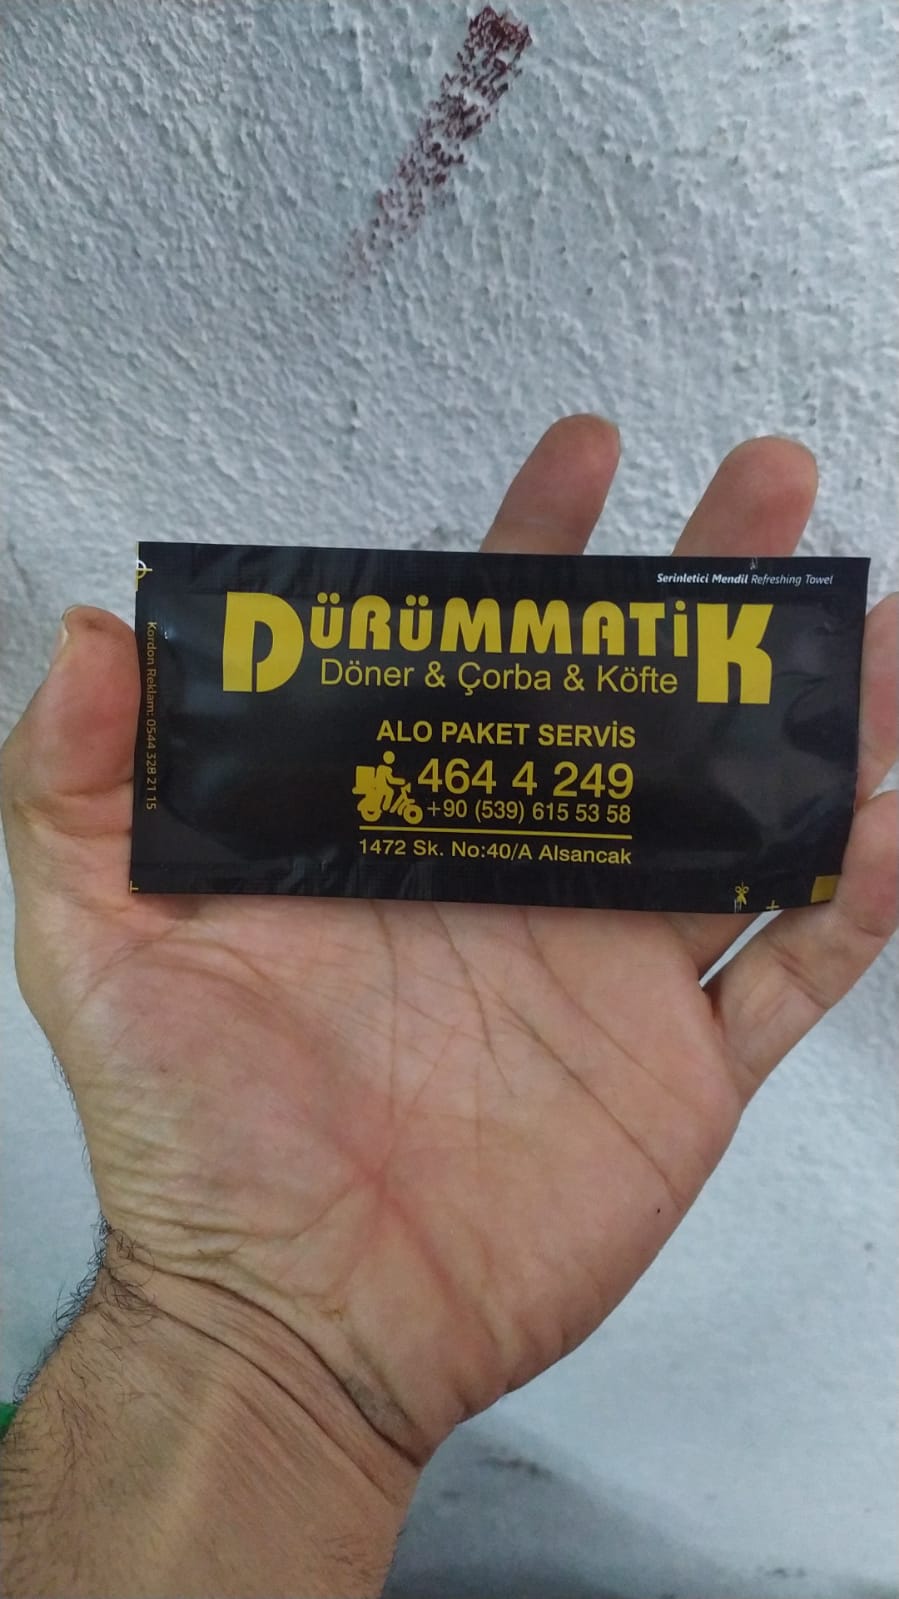 Serinletici Mendil Refreshing Towel
DÜRÜMMATİK
Döner & Çorba & Köfte
ALO PAKET SERVİS
464 4 249
+90 (539) 615 53 58
1472 Sk. No:40/A Alsancak
Kordon Reklam: 0544 328 21 15